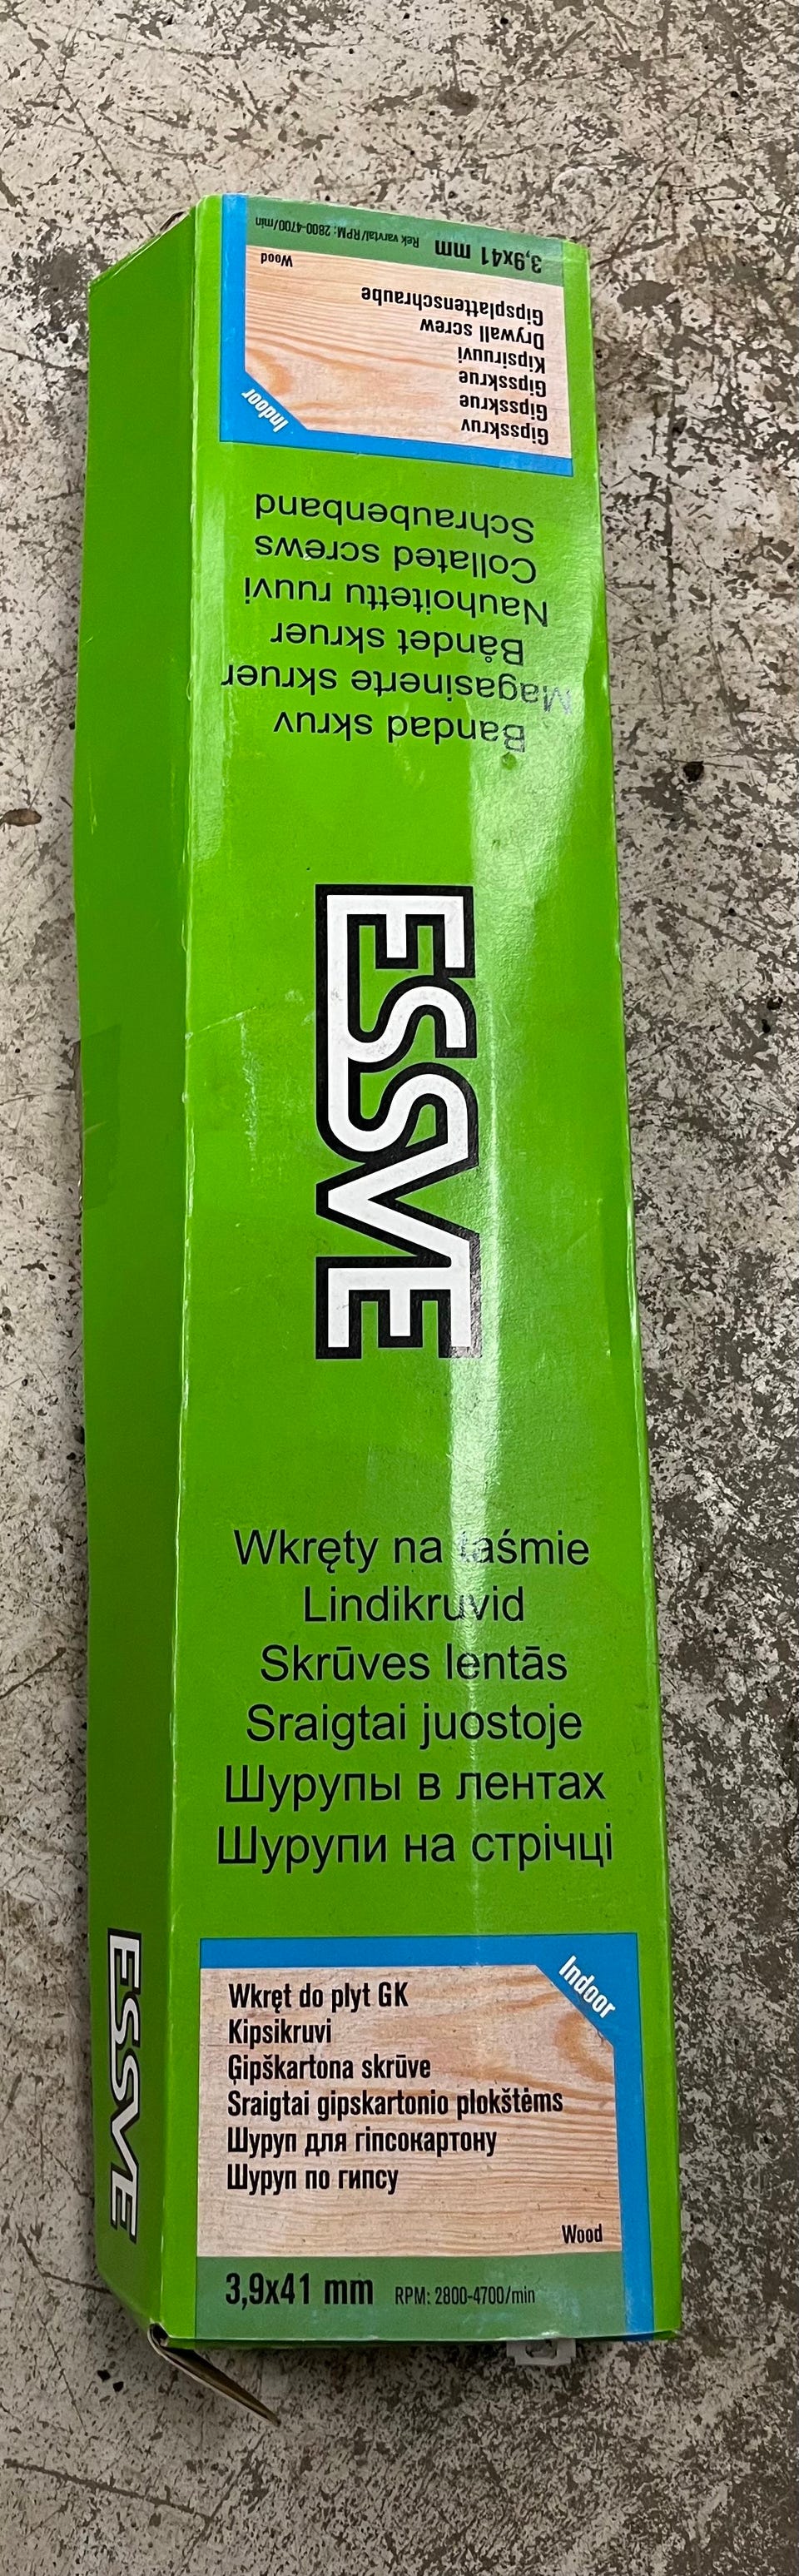 Rek varvtal/RPM: 2800-4700/min
3,9x41 mm
Wood
Gipsplattenschraube
Drywall screw
Kipsiruuvi
Gipsskrue
Gipsskrue
Gipsskruv
Indoor
Schraubenband
Collated screws
Nauhoitettu ruuvi
Båndet skruer
Magasinerte skruer
Bandad skruv
ESSVE
Wkręty na taśmie
Lindikruvid
Skrūves lentās
Sraigtai juostoje
Шурупы в лентах
Шурупи на стрічці
Indoor
Wkręt do plyt GK
Kipsikruvi
Ģipškartona skrūve
Sraigtai gipskartonio plokštėms
Шуруп для гіпсокартону
Шуруп по гипсу
Wood
3,9x41 mm RPM: 2800-4700/min
ESSVE